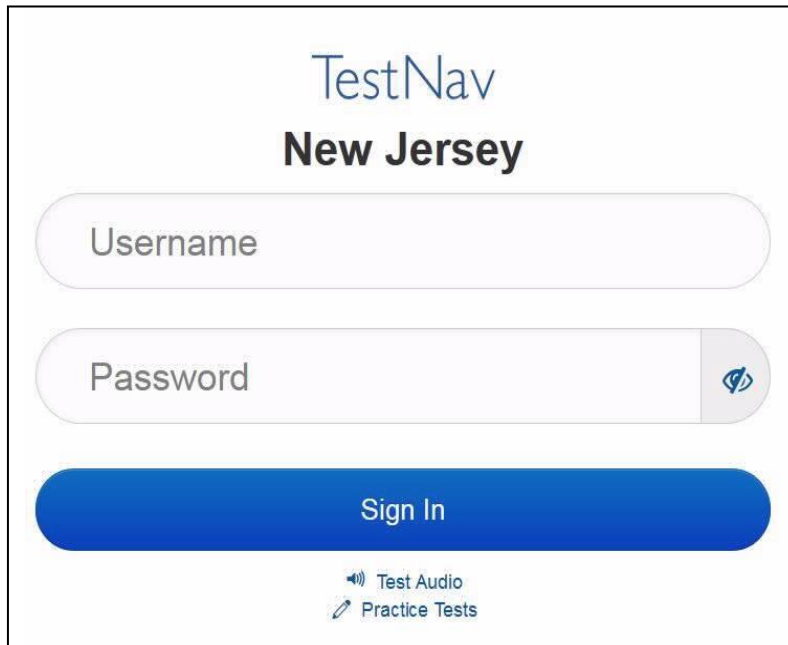 TestNav
New Jersey
Username
Password
Sign In
Test Audio
Practice Tests